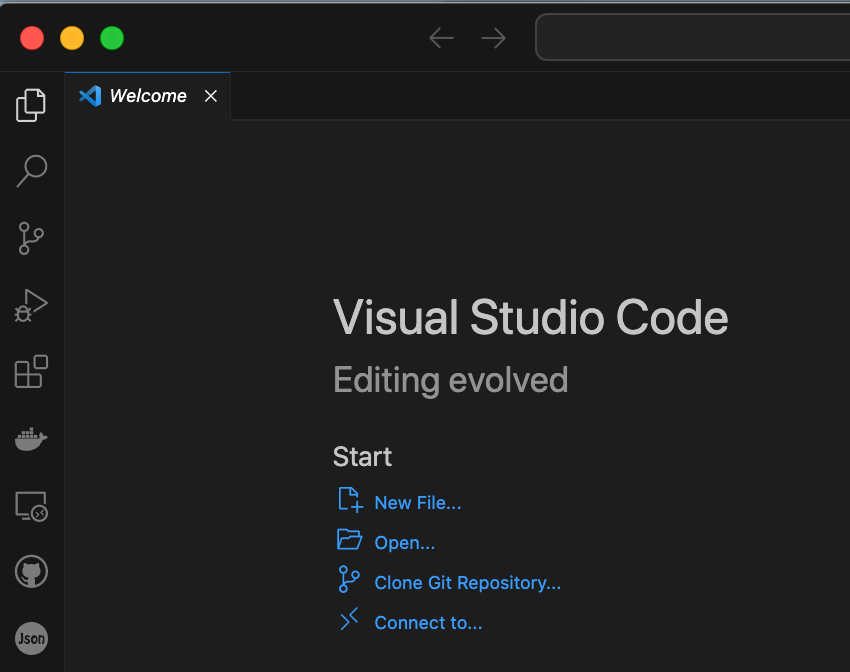 Welcome
Visual Studio Code
Editing evolved
Start
New File...
Open...
Clone Git Repository...
Connect to...
Json